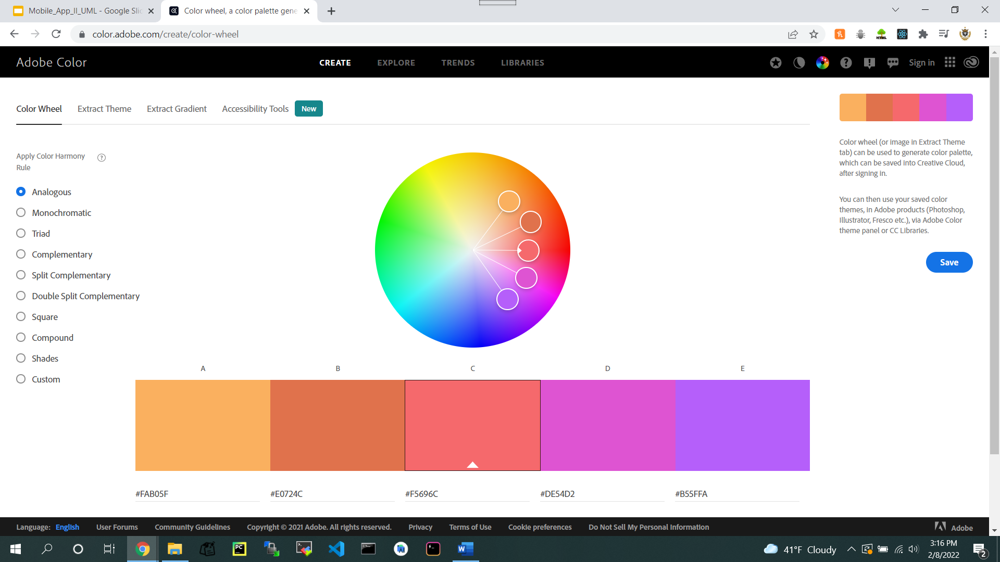 Mobile_App_II_UML - Google Slid
Color wheel, a color palette gene
color.adobe.com/create/color-wheel
Adobe Color
CREATE
EXPLORE
TRENDS
LIBRARIES
Sign in
Color Wheel
Extract Theme
Extract Gradient
Accessibility Tools
New
Apply Color Harmony
Rule
Analogous
Monochromatic
Triad
Complementary
Split Complementary
Double Split Complementary
Square
Compound
Shades
Custom
Color wheel (or image in Extract Theme
tab) can be used to generate color palette,
which can be saved into Creative Cloud,
after signing in.
You can then use your saved color
themes, in Adobe products (Photoshop,
Illustrator, Fresco etc.), via Adobe Color
theme panel or CC Libraries.
Save
A
B
C
D
E
#FAB05F
#E0724C
#F5696C
#DE54D2
#B55FFA
Language: English
User Forums
Community Guidelines
Copyright © 2021 Adobe. All rights reserved.
Privacy
Terms of Use
Cookie preferences
Do Not Sell My Personal Information
Adobe
41°F Cloudy
3:16 PM
2/8/2022
2